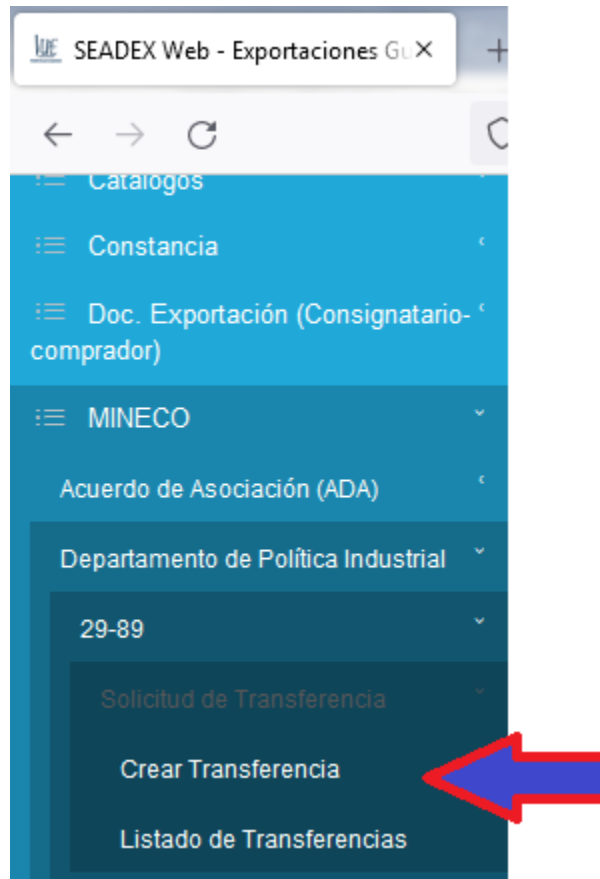 SEADEX Web - Exportaciones Gu
Catálogos
Constancia
Doc. Exportación (Consignatario-
comprador)
MINECO
Acuerdo de Asociación (ADA)
Departamento de Política Industrial
29-89
Solicitud de Transferencia
Crear Transferencia
Listado de Transferencias